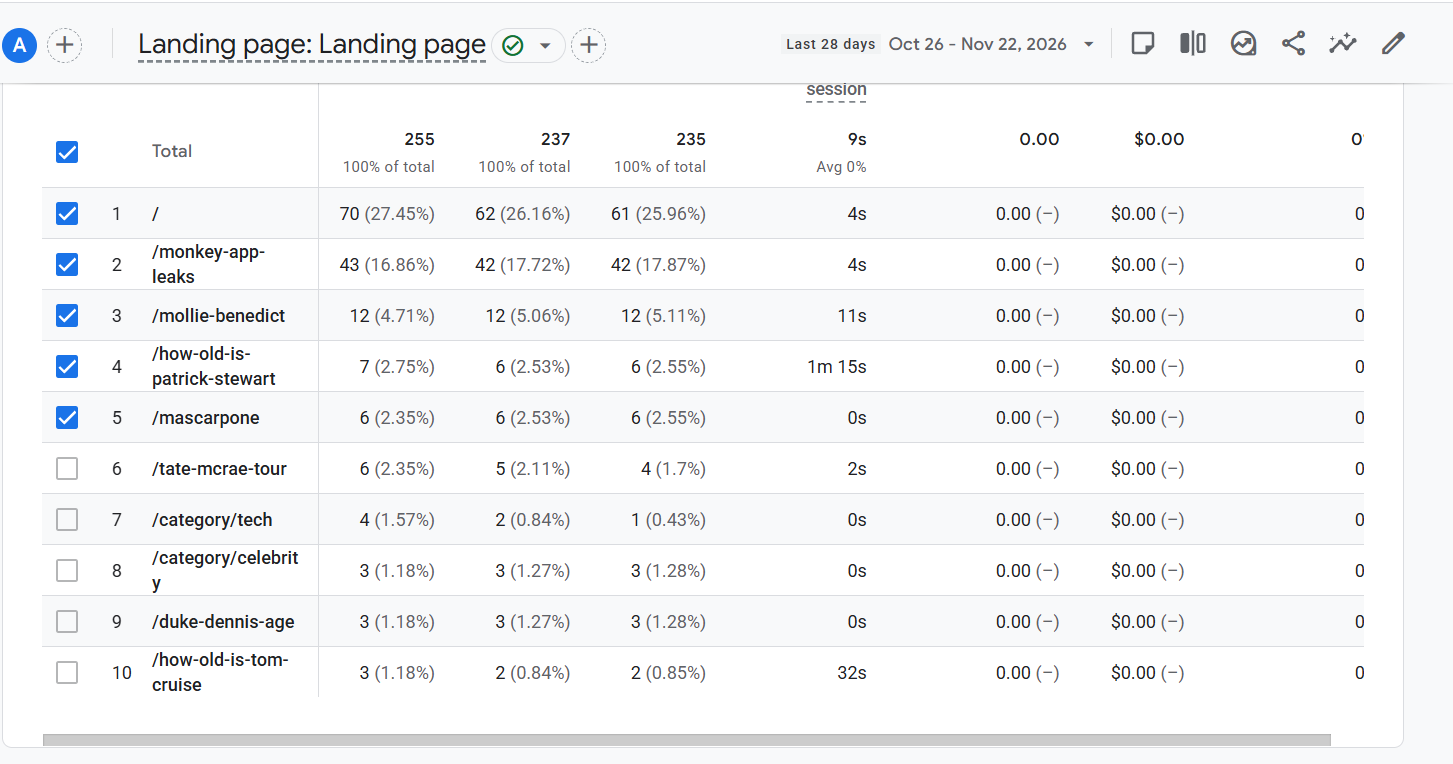 A
Landing page: Landing page
Last 28 days Oct 26 - Nov 22, 2026
session
Total 255 237 235 9s 0.00 $0.00 0
100% of total 100% of total 100% of total Avg 0%
1 / 70 (27.45%) 62 (26.16%) 61 (25.96%) 4s 0.00 (–) $0.00 (–) 0
2 /monkey-app-
leaks 43 (16.86%) 42 (17.72%) 42 (17.87%) 4s 0.00 (–) $0.00 (–) 0
3 /mollie-benedict 12 (4.71%) 12 (5.06%) 12 (5.11%) 11s 0.00 (–) $0.00 (–) 0
4 /how-old-is-
patrick-stewart 7 (2.75%) 6 (2.53%) 6 (2.55%) 1m 15s 0.00 (–) $0.00 (–) 0
5 /mascarpone 6 (2.35%) 6 (2.53%) 6 (2.55%) 0s 0.00 (–) $0.00 (–) 0
6 /tate-mcrae-tour 6 (2.35%) 5 (2.11%) 4 (1.7%) 2s 0.00 (–) $0.00 (–) 0
7 /category/tech 4 (1.57%) 2 (0.84%) 1 (0.43%) 0s 0.00 (–) $0.00 (–) 0
8 /category/celebrit
y 3 (1.18%) 3 (1.27%) 3 (1.28%) 0s 0.00 (–) $0.00 (–) 0
9 /duke-dennis-age 3 (1.18%) 3 (1.27%) 3 (1.28%) 0s 0.00 (–) $0.00 (–) 0
10 /how-old-is-tom-
cruise 3 (1.18%) 2 (0.84%) 2 (0.85%) 32s 0.00 (–) $0.00 (–) 0